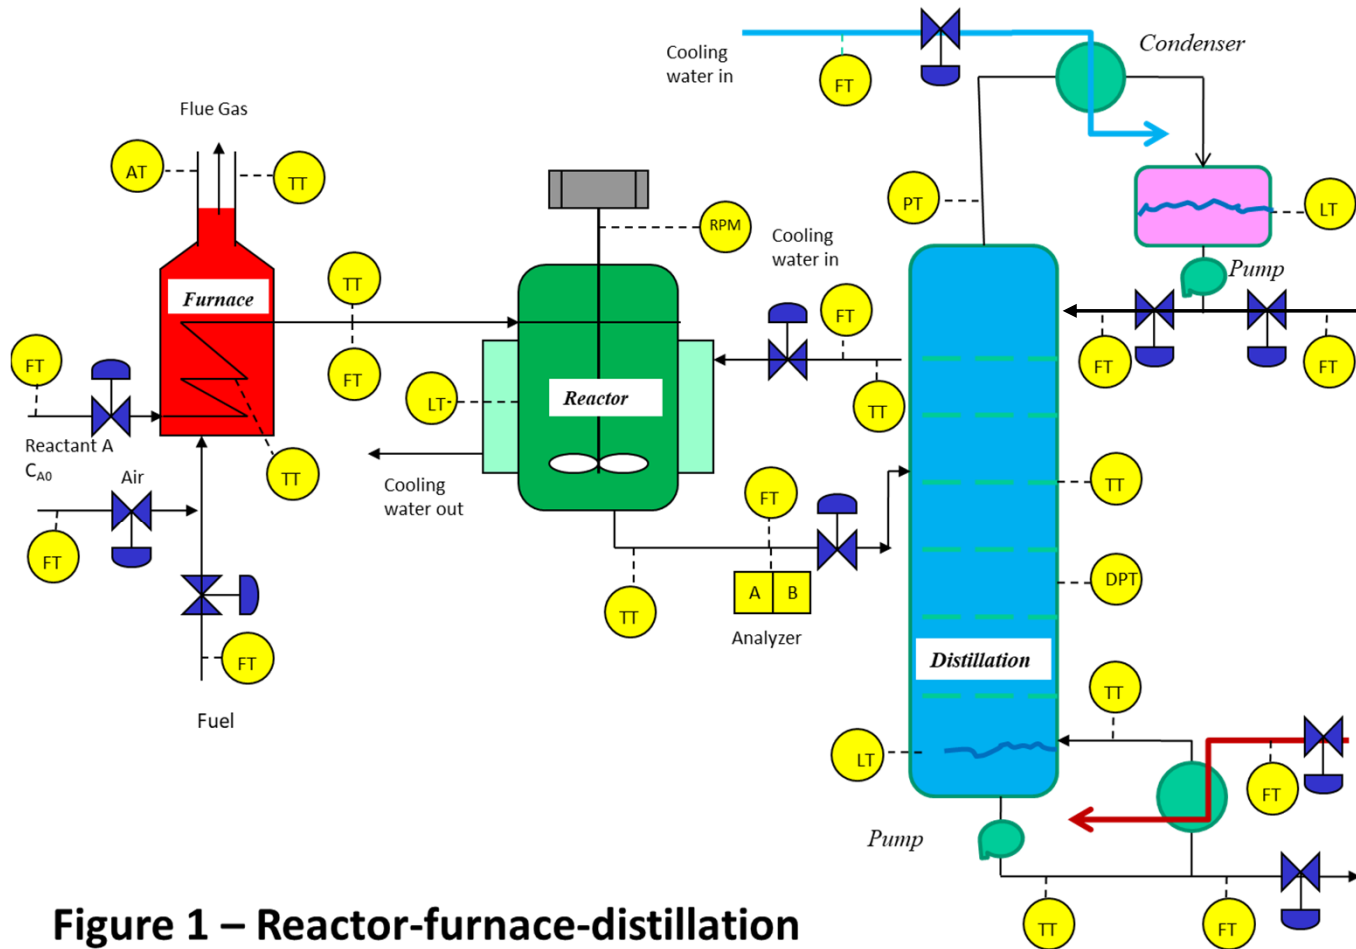 Cooling
water in
Condenser
FT
Flue Gas
AT
TT
PT
LT
RPM
Cooling
water in
Pump
TT
Furnace
FT
FT
FT
FT
FT
LT
Reactor
TT
Reactant A
CA0
Air
TT
Cooling
water out
FT
TT
FT
DPT
A B
TT
Analyzer
FT
Distillation
TT
Fuel
LT
FT
Pump
TT
FT
Figure 1 – Reactor-furnace-distillation